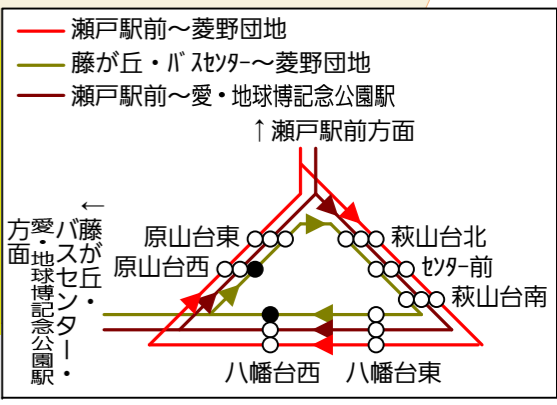 瀬戸駅前～菱野団地
藤が丘・バスセンター～菱野団地
瀬戸駅前～愛・地球博記念公園駅
↑瀬戸駅前方面
原山台東
萩山台北
原山台西
センター前
萩山台南
←藤が丘・
バスセンター・
愛・地球博記念公園駅
方面
八幡台西
八幡台東